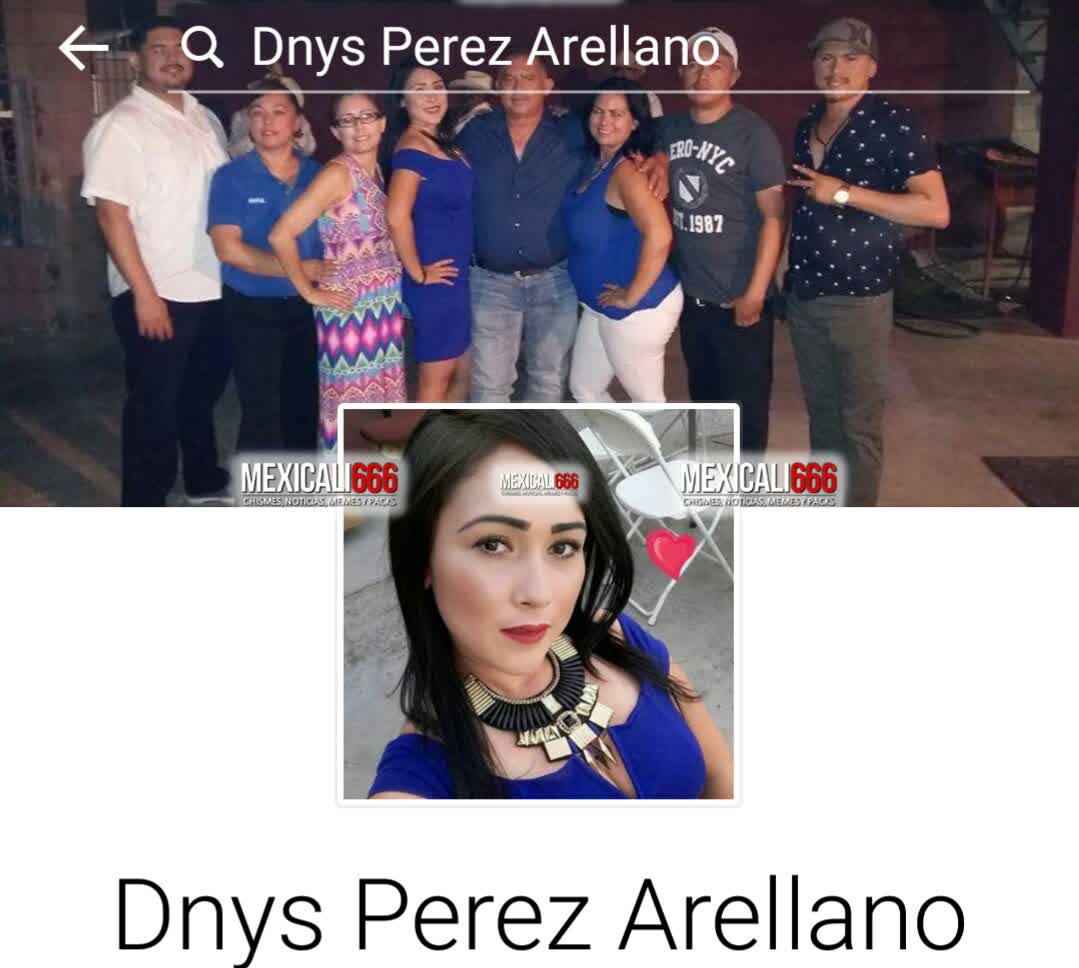 Dnys Perez Arellano
ERO-NYC
ST. 1987
MEXICALI666
CHISMES, NOTICIAS, MEMES Y PACKS
MEXICALI666
CHISMES, NOTICIAS, MEMES Y PACKS
MEXICALI666
CHISMES, NOTICIAS, MEMES Y PACKS
Dnys Perez Arellano